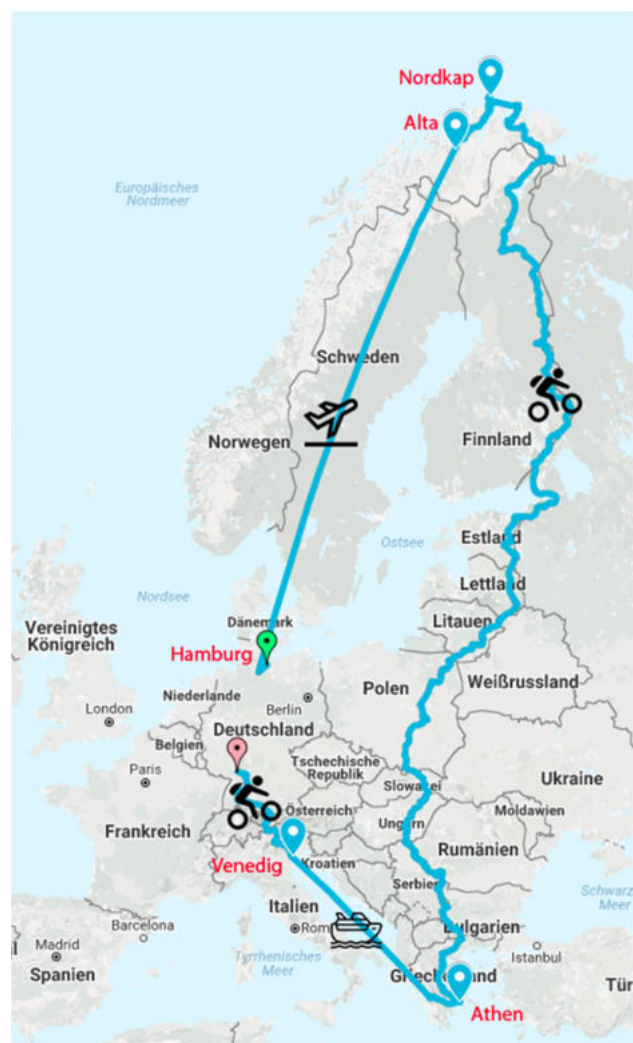 Nordkap
Alta
Europäisches
Nordmeer
Schweden
Norwegen
Finnland
Ostsee
Estland
Nordsee
Lettland
Dänemark
Litauen
Vereinigtes
Königreich
Hamburg
Niederlande
Polen
Weißrussland
London
Berlin
Belgien
Deutschland
Paris
Tschechische
Republik
Slowakei
Ukraine
Österreich
Moldawien
Frankreich
Ungarn
Venedig
Kroatien
Rumänien
Serbien
Italien
Schwarz
Meer
Barcelona
Rom
Bulgarien
Madrid
Tyrrhenisches
Meer
Istanbul
Spanien
Griechenland
Tür
Athen